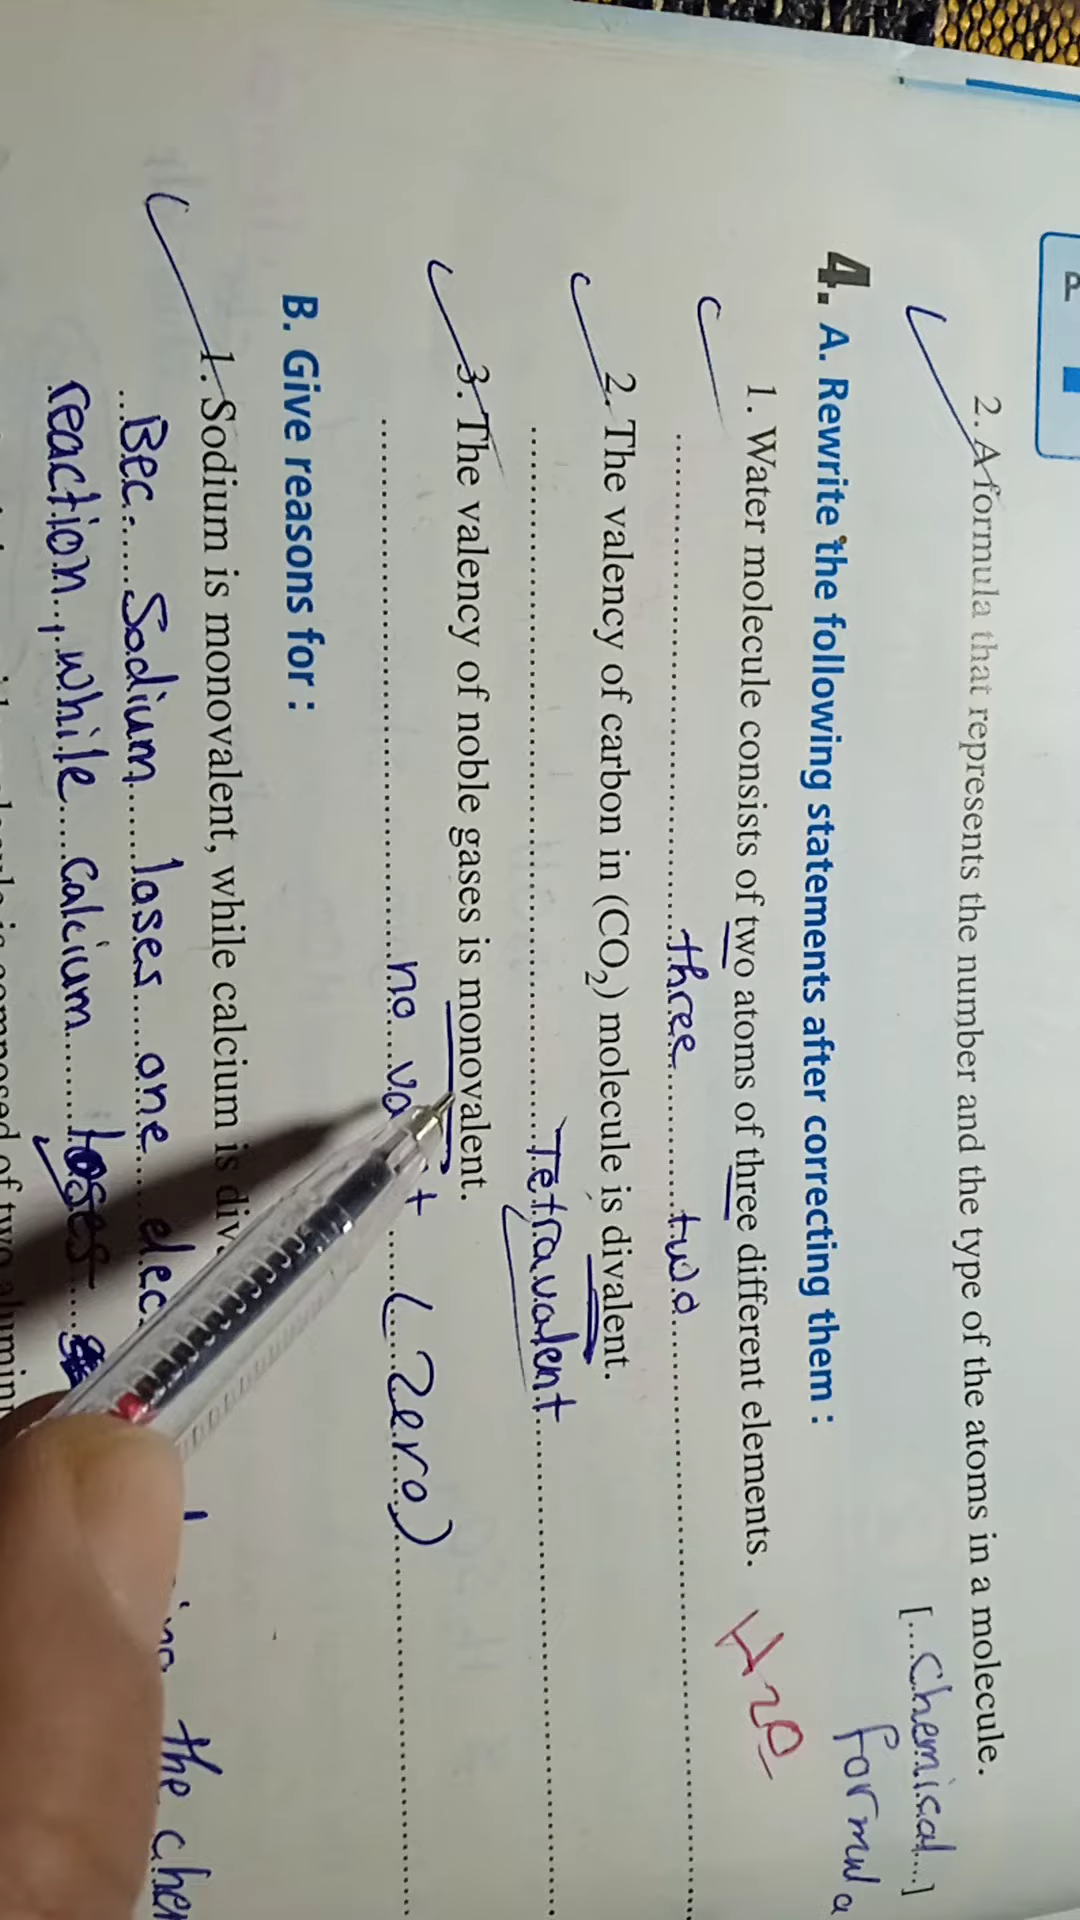 2. A formula that represents the number and the type of the atoms in a molecule.
[...Chemical...]
formula
4. A. Rewrite the following statements after correcting them :
1. Water molecule consists of two atoms of three different elements. H2O
three two
2. The valency of carbon in (CO₂) molecule is divalent.
Tetravalent
3. The valency of noble gases is monovalent.
no (zero)
B. Give reasons for :
1. Sodium is monovalent, while calcium is
Bec. Sodium loses one the
reaction, while calcium loses
of two